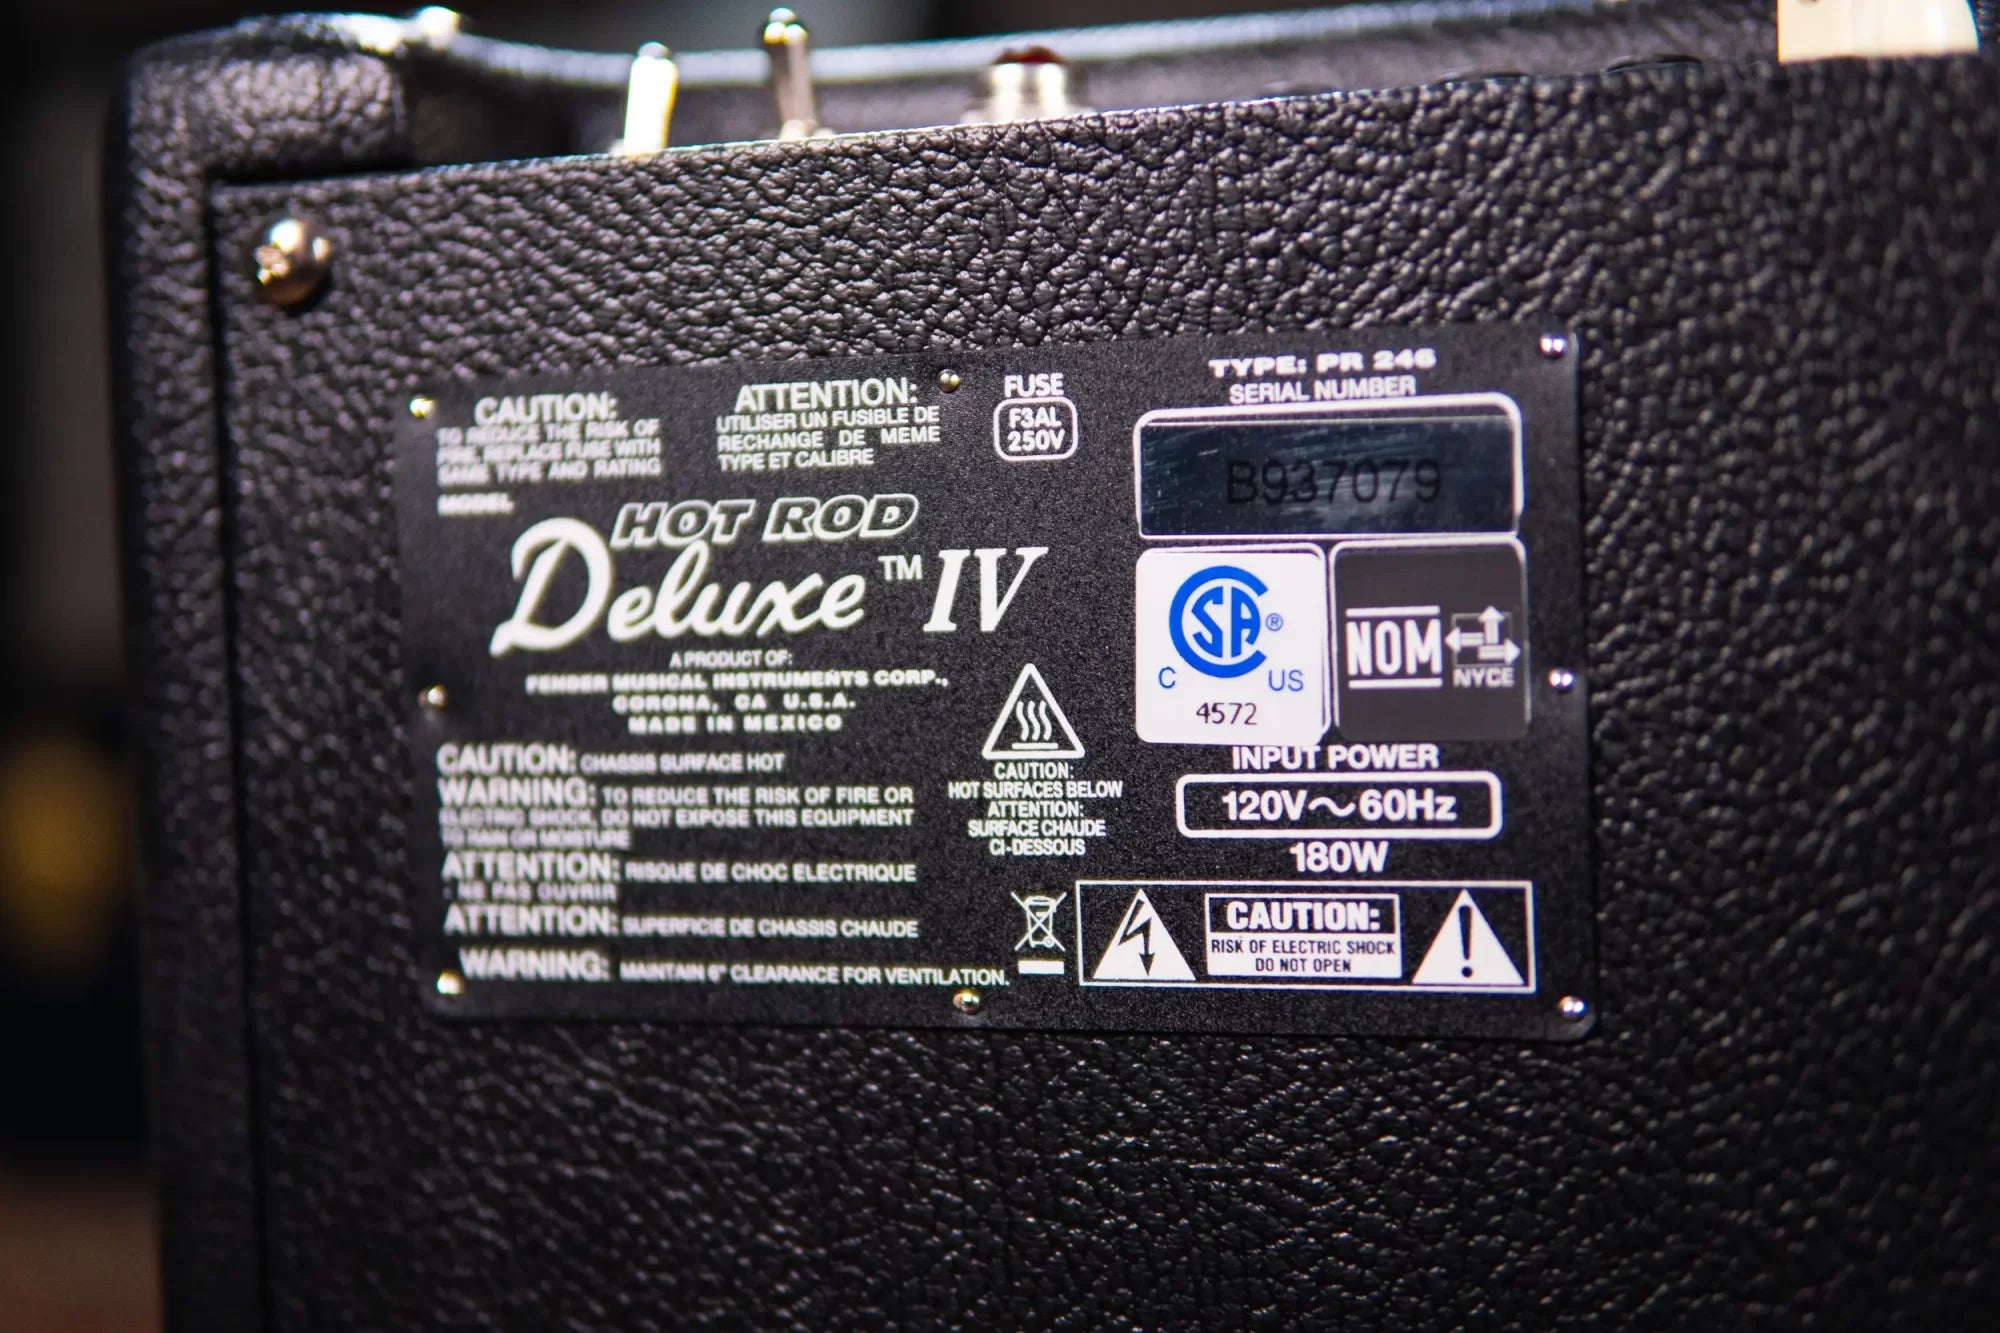 CAUTION:
TO REDUCE THE RISK OF
FIRE, REPLACE FUSE WITH
SAME TYPE AND RATING
ATTENTION:
UTILISER UN FUSIBLE DE
RECHANGE DE MEME
TYPE ET CALIBRE
FUSE
F3AL
250V
TYPE: PR 246
SERIAL NUMBER
B937079
MODEL
HOT ROD
Deluxe™ IV
A PRODUCT OF:
FENDER MUSICAL INSTRUMENTS CORP.,
CORONA, CA U.S.A.
MADE IN MEXICO
CSA®
C US
4572
NOM
NYCE
CAUTION: CHASSIS SURFACE HOT
WARNING: TO REDUCE THE RISK OF FIRE OR
ELECTRIC SHOCK, DO NOT EXPOSE THIS EQUIPMENT
TO RAIN OR MOISTURE
ATTENTION: RISQUE DE CHOC ELECTRIQUE
- NE PAS OUVRIR
ATTENTION: SUPERFICIE DE CHASSIS CHAUDE
WARNING: MAINTAIN 6" CLEARANCE FOR VENTILATION.
CAUTION:
HOT SURFACES BELOW
ATTENTION:
SURFACE CHAUDE
CI-DESSOUS
INPUT POWER
120V~60Hz
180W
CAUTION:
RISK OF ELECTRIC SHOCK
DO NOT OPEN